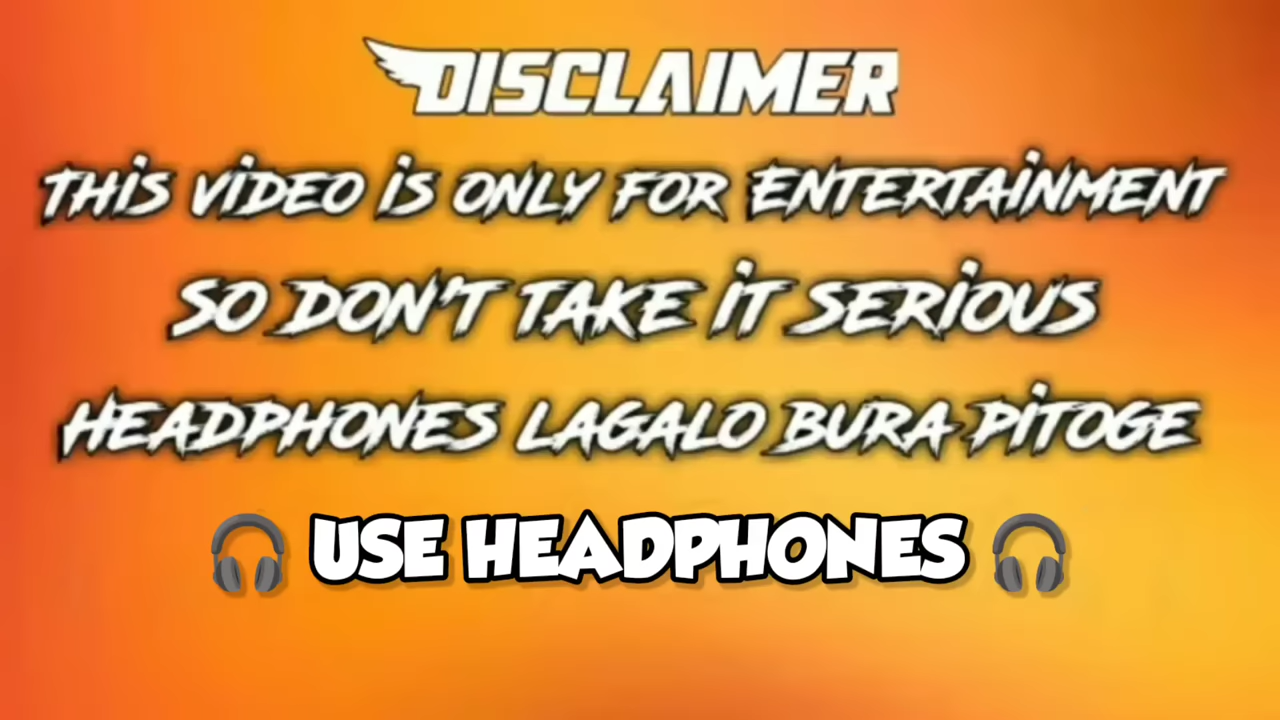 DISCLAIMER
THIS VIDEO IS ONLY FOR ENTERTAINMENT
SO DON'T TAKE IT SERIOUS
HEADPHONES LAGALO BURA PITOGE
🎧 USE HEADPHONES 🎧